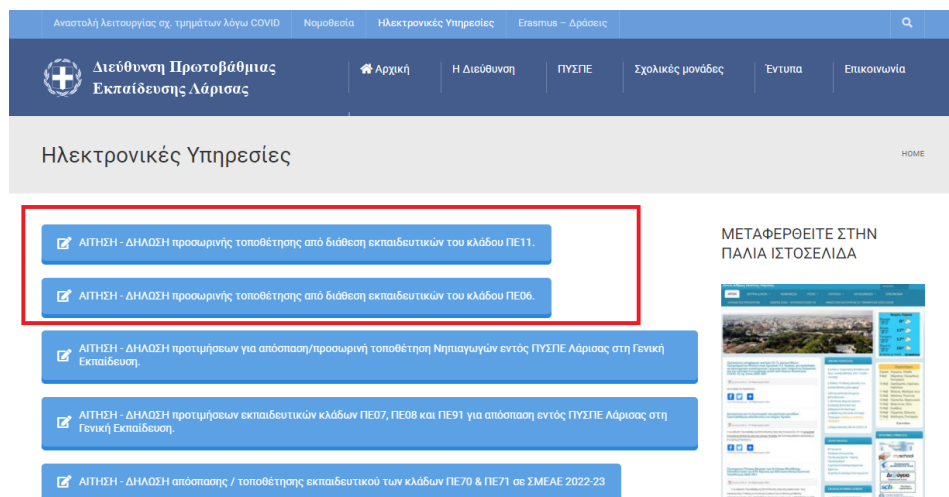 Αναστολή λειτουργίας σχ. τμημάτων λόγω COVID Νομοθεσία Ηλεκτρονικές Υπηρεσίες Erasmus – Δράσεις
Διεύθυνση Πρωτοβάθμιας
Εκπαίδευσης Λάρισας
Αρχική Η Διεύθυνση ΠΥΣΠΕ Σχολικές μονάδες Έντυπα Επικοινωνία
Ηλεκτρονικές Υπηρεσίες
HOME
ΑΙΤΗΣΗ - ΔΗΛΩΣΗ προσωρινής τοποθέτησης από διάθεση εκπαιδευτικών του κλάδου ΠΕ11.
ΑΙΤΗΣΗ - ΔΗΛΩΣΗ προσωρινής τοποθέτησης από διάθεση εκπαιδευτικών του κλάδου ΠΕ06.
ΑΙΤΗΣΗ - ΔΗΛΩΣΗ προτιμήσεων για απόσπαση/προσωρινή τοποθέτηση Νηπιαγωγών εντός ΠΥΣΠΕ Λάρισας στη Γενική
Εκπαίδευση.
ΑΙΤΗΣΗ - ΔΗΛΩΣΗ προτιμήσεων εκπαιδευτικών κλάδων ΠΕ07, ΠΕ08 και ΠΕ91 για απόσπαση εντός ΠΥΣΠΕ Λάρισας στη
Γενική Εκπαίδευση.
ΑΙΤΗΣΗ - ΔΗΛΩΣΗ απόσπασης / τοποθέτησης εκπαιδευτικού των κλάδων ΠΕ70 & ΠΕ71 σε ΣΜΕΑΕ 2022-23
ΜΕΤΑΦΕΡΘΕΙΤΕ ΣΤΗΝ
ΠΑΛΙΑ ΙΣΤΟΣΕΛΙΔΑ
myschool